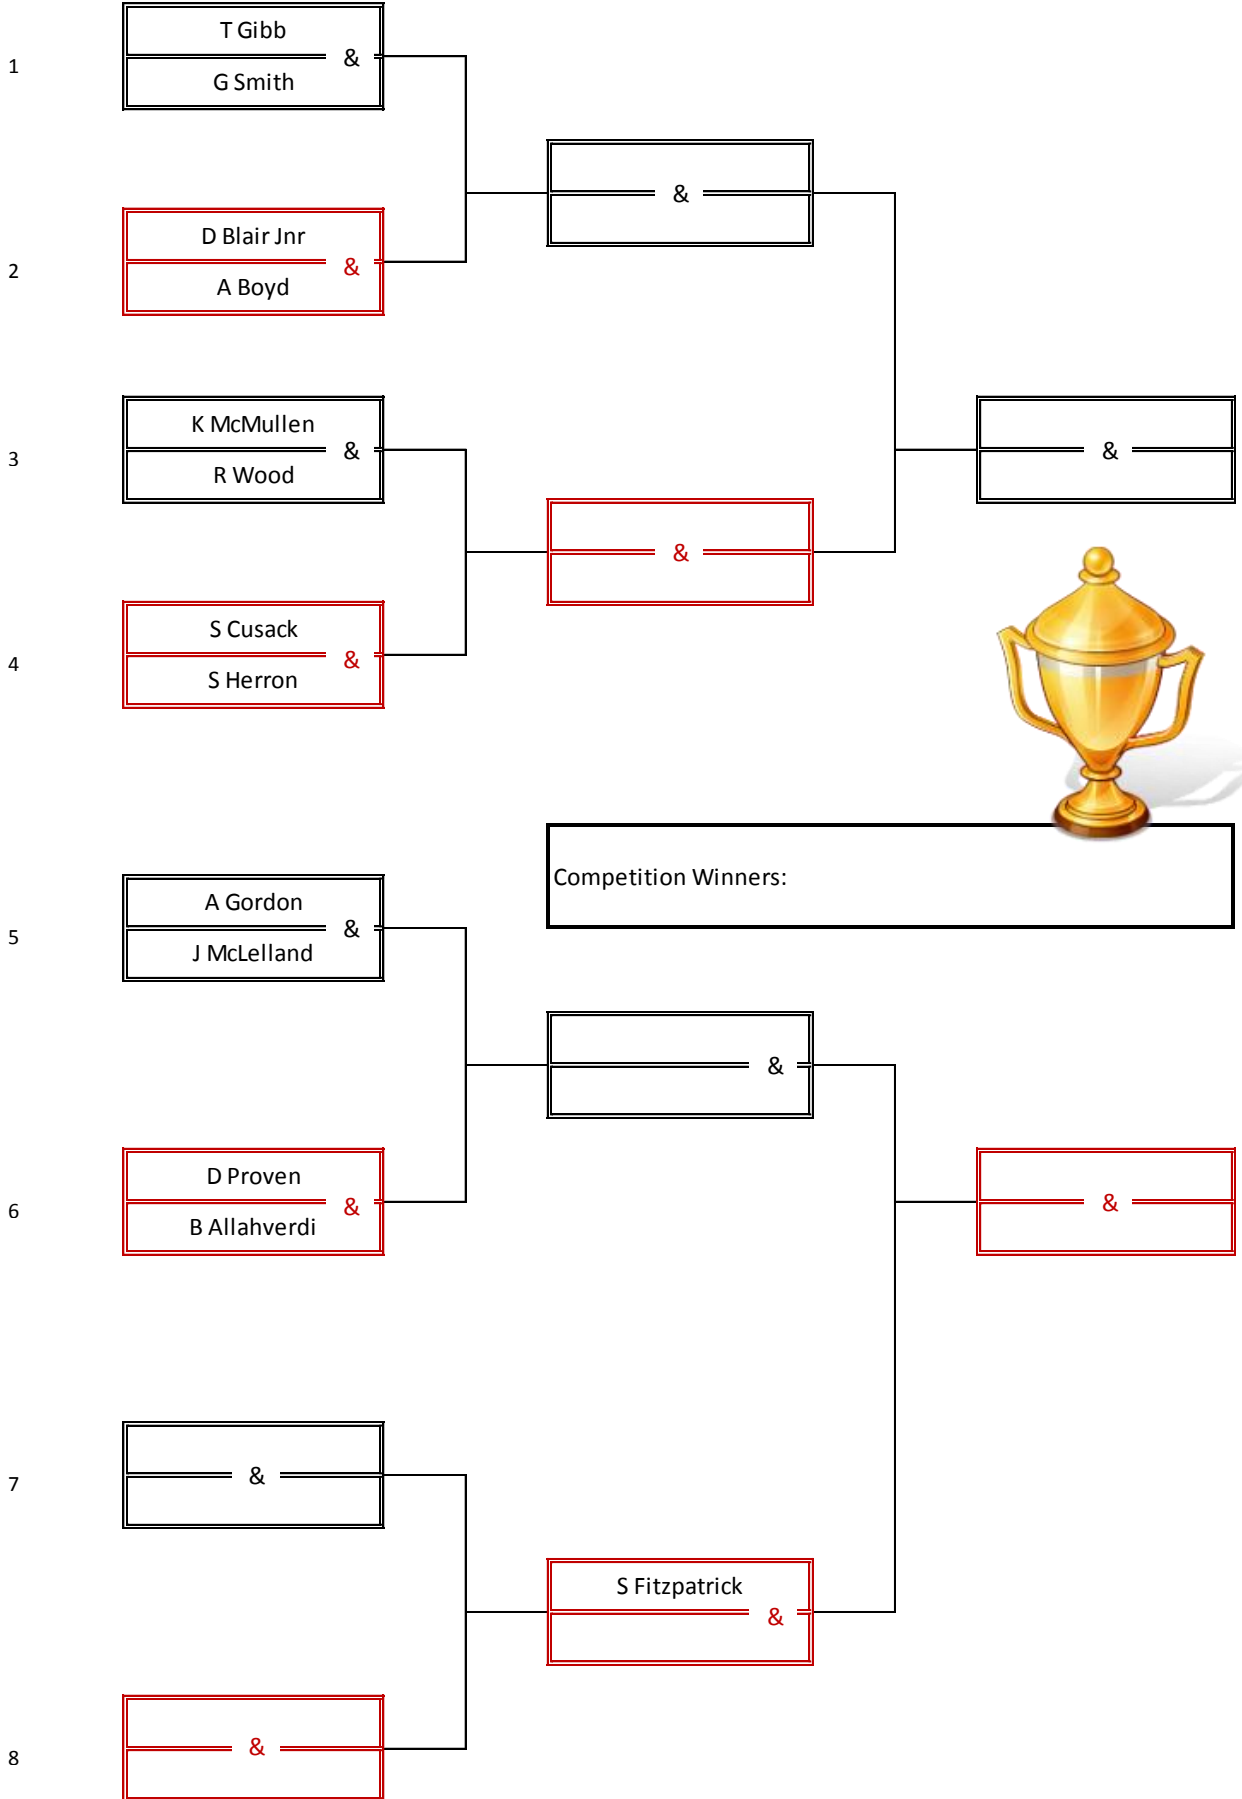 T Gibb
1
&
G Smith
&
D Blair Jnr
2
&
A Boyd
K McMullen
3
&
&
R Wood
&
S Cusack
4
&
S Herron
Competition Winners:
A Gordon
5
&
J McLelland
&
D Proven
6
&
&
B Allahverdi
7
&
S Fitzpatrick
&
8
&